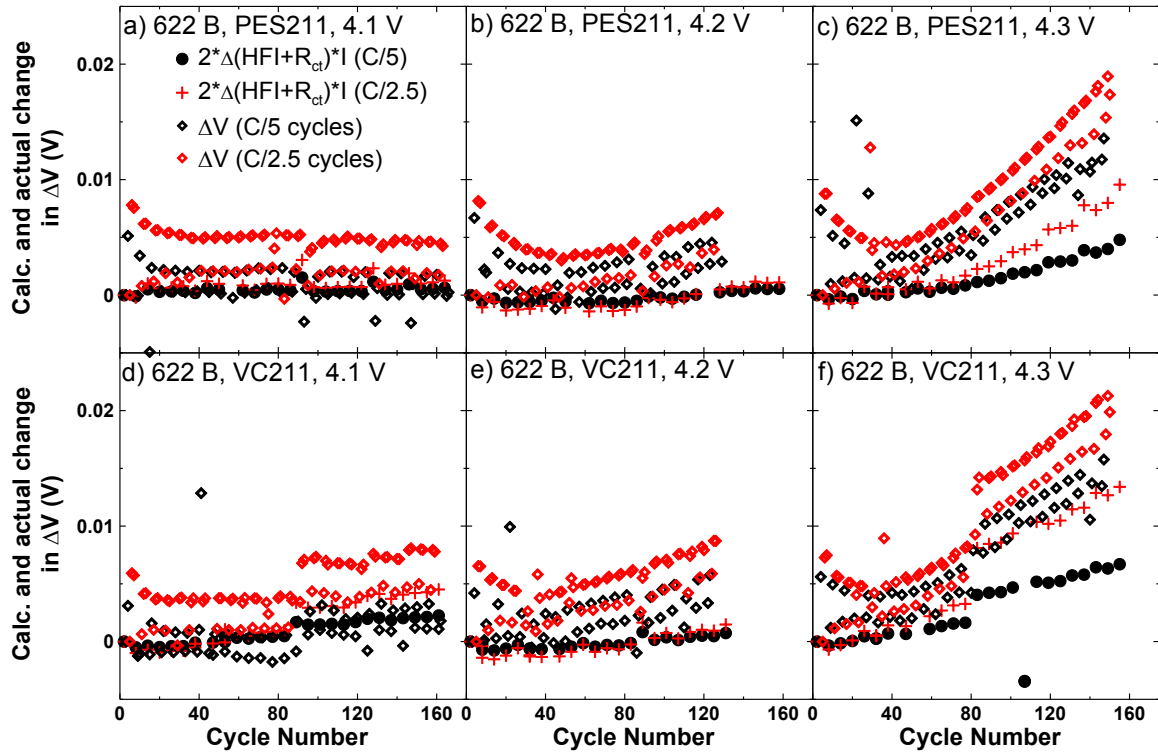 a) 622 B, PES211, 4.1 V
b) 622 B, PES211, 4.2 V
c) 622 B, PES211, 4.3 V
2*Δ(HFI+R_ct)*I (C/5)
2*Δ(HFI+R_ct)*I (C/2.5)
ΔV (C/5 cycles)
ΔV (C/2.5 cycles)
Calc. and actual change
in ΔV (V)
0.02
0.01
0
d) 622 B, VC211, 4.1 V
e) 622 B, VC211, 4.2 V
f) 622 B, VC211, 4.3 V
Calc. and actual change
in ΔV (V)
0.02
0.01
0
0 40 80 120 160 0 40 80 120 160 0 40 80 120 160
Cycle Number Cycle Number Cycle Number